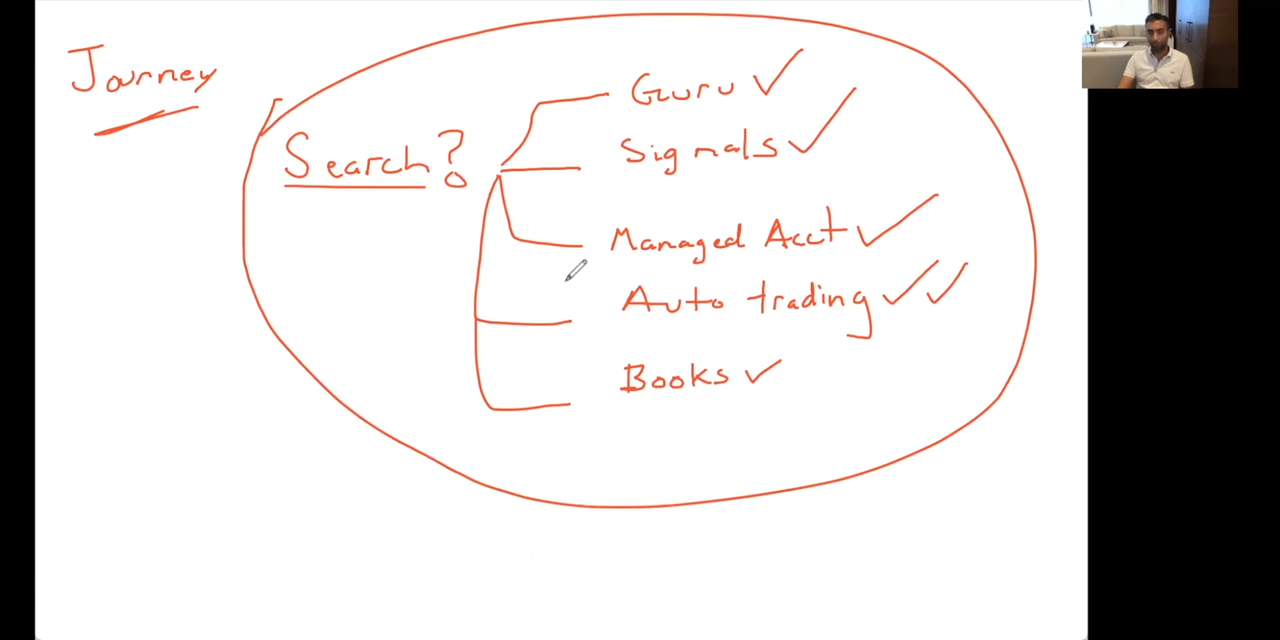 Journey
Search?
Guru ✓
Signals ✓
Managed Acct ✓
Auto trading ✓✓
Books ✓